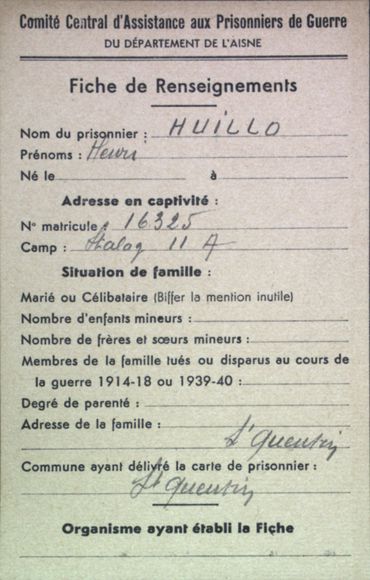 Comité Central d'Assistance aux Prisonniers de Guerre
DU DÉPARTEMENT DE L'AISNE
Fiche de Renseignements
Nom du prisonnier : HUILLO
Prénoms : Henri
Né le à
Adresse en captivité :
N° matricule : 16325
Camp : Stalag 11 A
Situation de famille :
Marié ou Célibataire (Biffer la mention inutile)
Nombre d'enfants mineurs :
Nombre de frères et sœurs mineurs :
Membres de la famille tués ou disparus au cours de
la guerre 1914-18 ou 1939-40 :
Degré de parenté :
Adresse de la famille :
St Quentin
Commune ayant délivré la carte de prisonnier :
St Quentin
Organisme ayant établi la Fiche